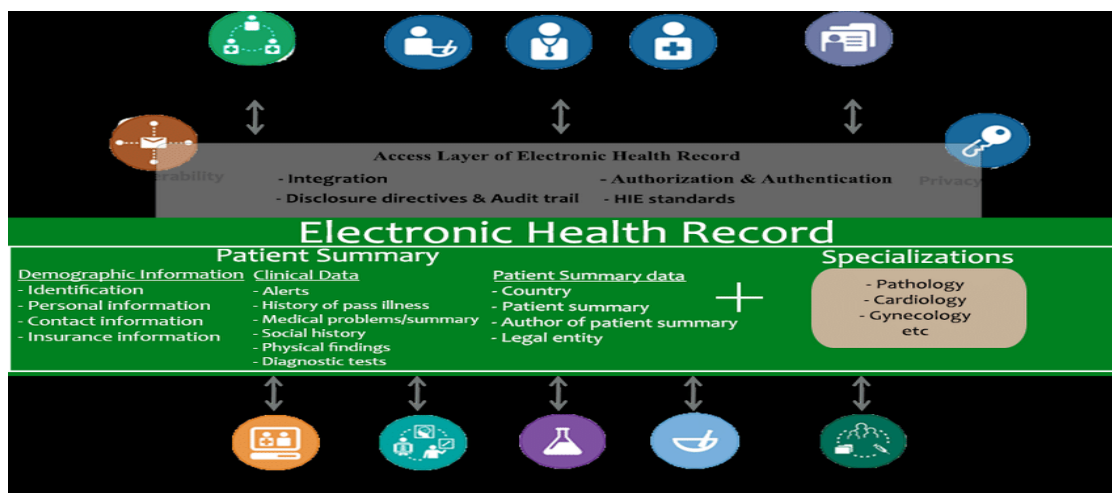 Access Layer of Electronic Health Record
- Integration
- Authorization & Authentication
Privacy
- Disclosure directives & Audit trail
- HIE standards
Electronic Health Record
Patient Summary
Specializations
Demographic Information
- Identification
- Personal information
- Contact information
- Insurance information
Clinical Data
- Alerts
- History of pass illness
- Medical problems/summary
- Social history
- Physical findings
- Diagnostic tests
Patient Summary data
- Country
- Patient summary
- Author of patient summary
- Legal entity
+
- Pathology
- Cardiology
- Gynecology
etc